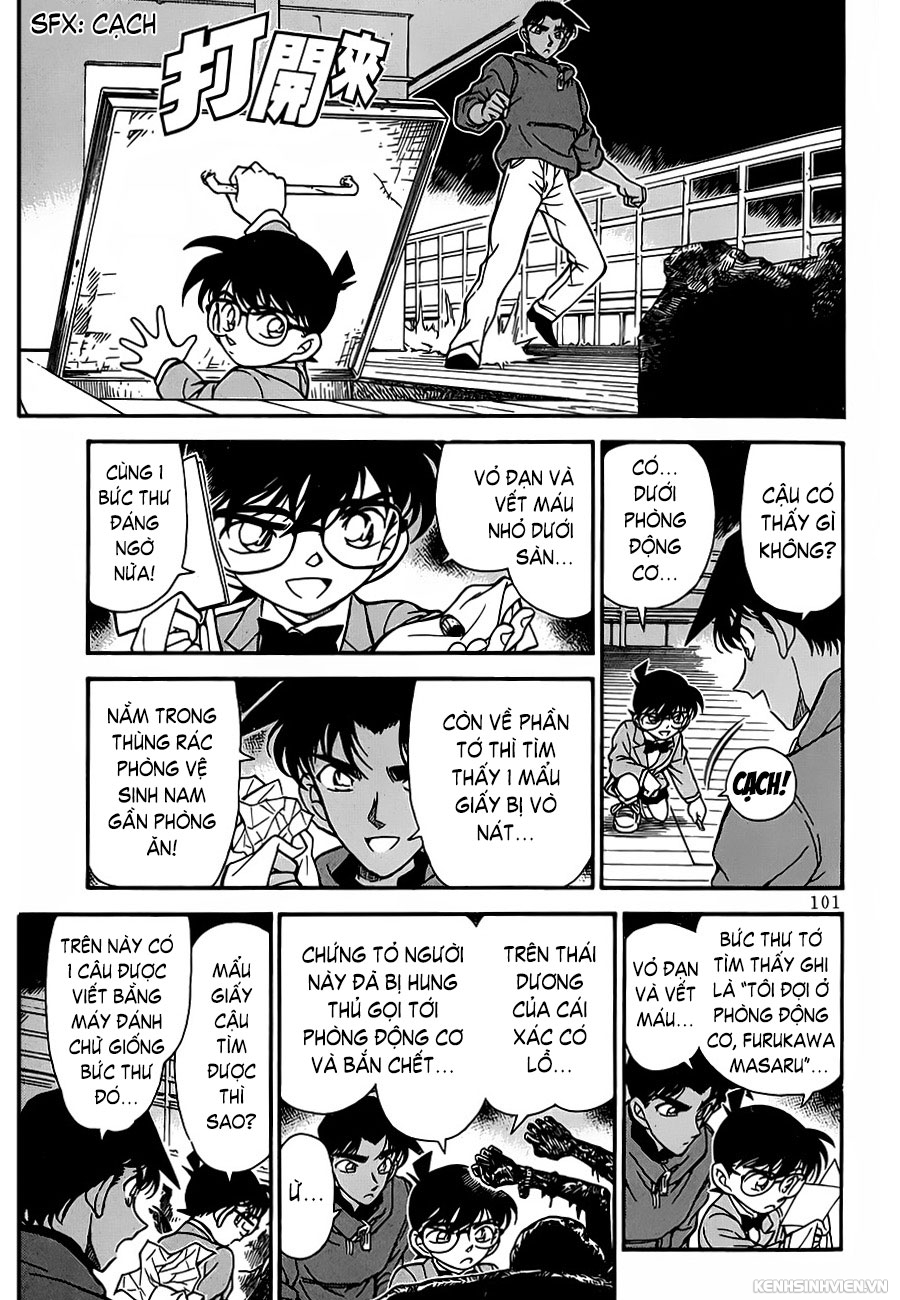 SFX: CẠCH
打開來
CẬU CÓ
THẤY GÌ
KHÔNG?
CÓ...
DƯỚI
PHÒNG
ĐỘNG
CƠ...
CẠCH!
VỎ ĐẠN VÀ
VẾT MÁU
NHỎ DƯỚI
SÀN...
CÙNG 1
BỨC THƯ
ĐÁNG
NGỜ
NỮA!
CÒN VỀ PHẦN
TỚ THÌ TÌM
THẤY 1 MẨU
GIẤY BỊ VÒ
NÁT...
NẰM TRONG
THÙNG RÁC
PHÒNG VỆ
SINH NAM
GẦN PHÒNG
ĂN!
101
BỨC THƯ TỚ
TÌM THẤY GHI
LÀ "TÔI ĐỢI Ở
PHÒNG ĐỘNG
CƠ, FURUKAWA
MASARU"...
VỎ ĐẠN
VÀ VẾT
MÁU...
TRÊN THÁI
DƯƠNG
CỦA CÁI
XÁC CÓ
LỖ...
CHỨNG TỎ NGƯỜI
NÀY ĐÃ BỊ HUNG
THỦ GỌI TỚI
PHÒNG ĐỘNG CƠ
VÀ BẮN CHẾT...
Ừ...
MẨU
GIẤY
CẬU TÌM
ĐƯỢC
THÌ
SAO?
TRÊN NÀY CÓ
1 CÂU ĐƯỢC
VIẾT BẰNG
MÁY ĐÁNH
CHỮ GIỐNG
BỨC THƯ
ĐÓ...
KENHSINHVIEN.VN